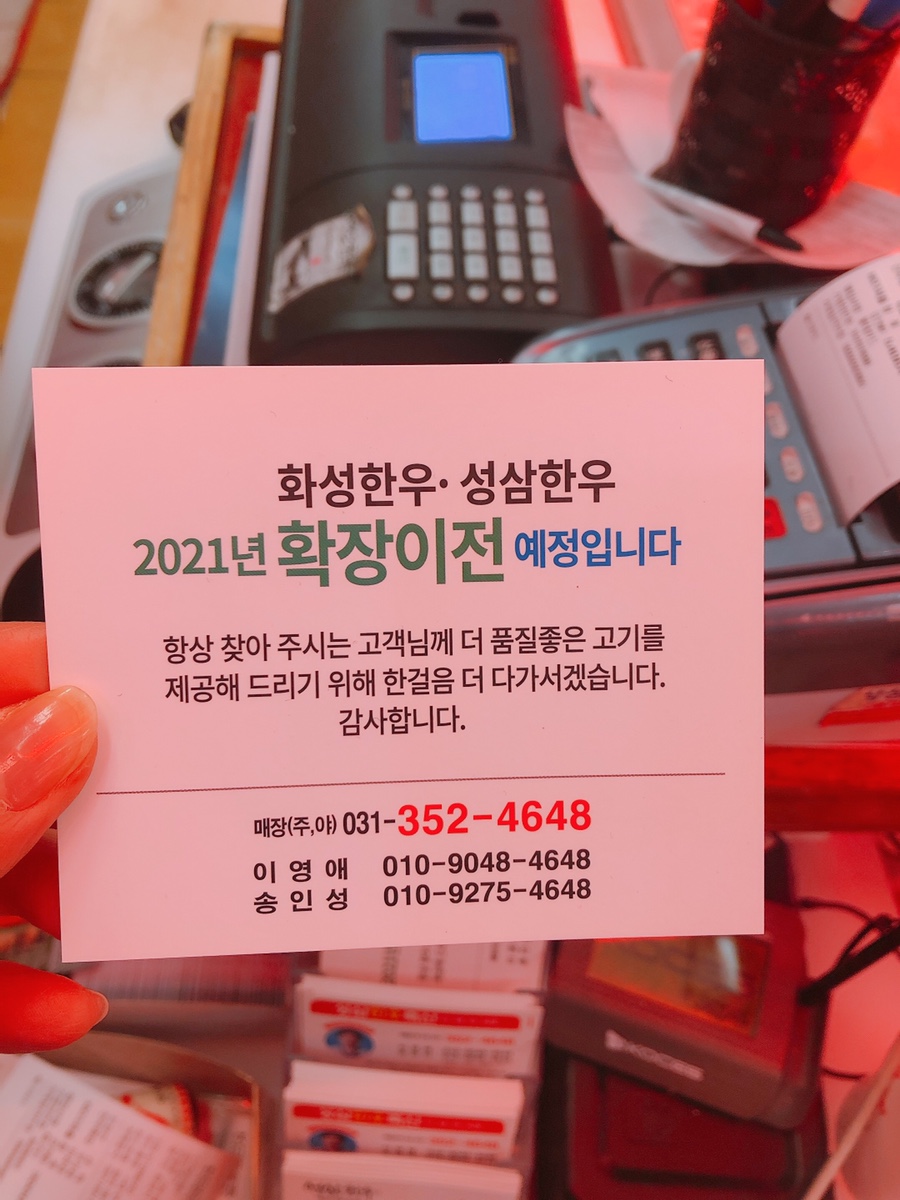 화성한우· 성삼한우
2021년 확장이전 예정입니다
항상 찾아 주시는 고객님께 더 품질좋은 고기를
제공해 드리기 위해 한걸음 더 다가서겠습니다.
감사합니다.
매장(주,야) 031-352-4648
이 영 애 010-9048-4648
송 인 성 010-9275-4648